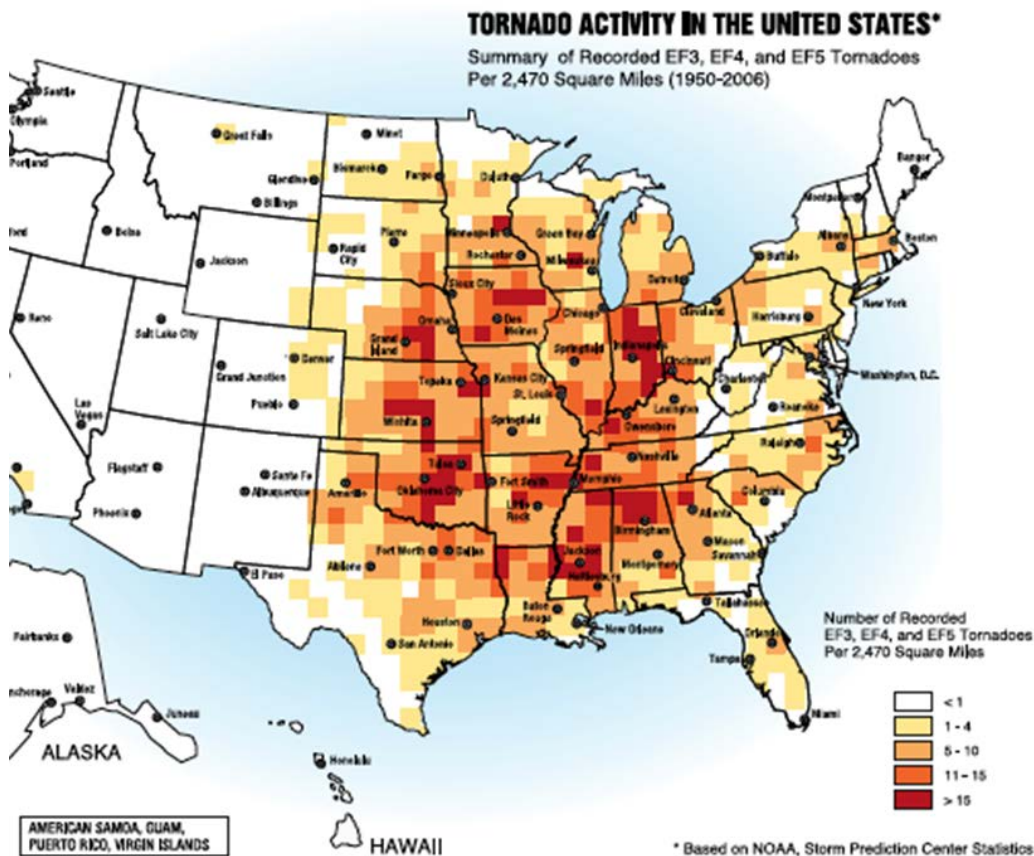 TORNADO ACTIVITY IN THE UNITED STATES*
Summary of Recorded EF3, EF4, and EF5 Tornadoes
Per 2,470 Square Miles (1950-2006)
Seattle
Olympia
Portland
Great Falls
Minot
Glendive
Bismarck
Fargo
Duluth
Bangor
Billings
Montpelier
Boise
Pierre
Minneapolis
Green Bay
Albany
Boston
Rapid
City
Rochester
Milwaukee
Buffalo
Jackson
Sioux City
Detroit
New York
Reno
Salt Lake City
Omaha
Des
Moines
Chicago
Cleveland
Harrisburg
Grand
Island
Springfield
Indianapolis
Cincinnati
Washington, D.C.
Denver
Grand Junction
Topeka
Kansas City
St. Louis
Charleston
Pueblo
Lexington
Roanoke
Las
Vegas
Wichita
Springfield
Owensboro
Raleigh
Nashville
Flagstaff
Santa Fe
Albuquerque
Amarillo
Tulsa
Oklahoma City
Fort Smith
Memphis
Columbia
Phoenix
Little
Rock
Birmingham
Atlanta
Fort Worth
Dallas
Jackson
Macon
Savannah
El Paso
Abilene
Hattiesburg
Montgomery
Baton
Rouge
Tallahassee
Houston
New Orleans
San Antonio
Orlando
Tampa
Miami
Fairbanks
Valdez
Juneau
ALASKA
Honolulu
HAWAII
AMERICAN SAMOA, GUAM,
PUERTO RICO, VIRGIN ISLANDS
Number of Recorded
EF3, EF4, and EF5 Tornadoes
Per 2,470 Square Miles
< 1
1 - 4
5 - 10
11 - 15
> 15
* Based on NOAA, Storm Prediction Center Statistics